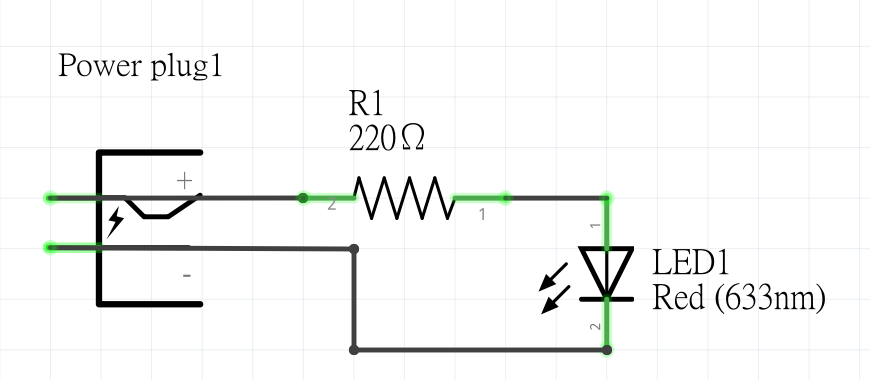 Power plug1
R1
220Ω
+
2
1
1
-
LED1
Red (633nm)
2